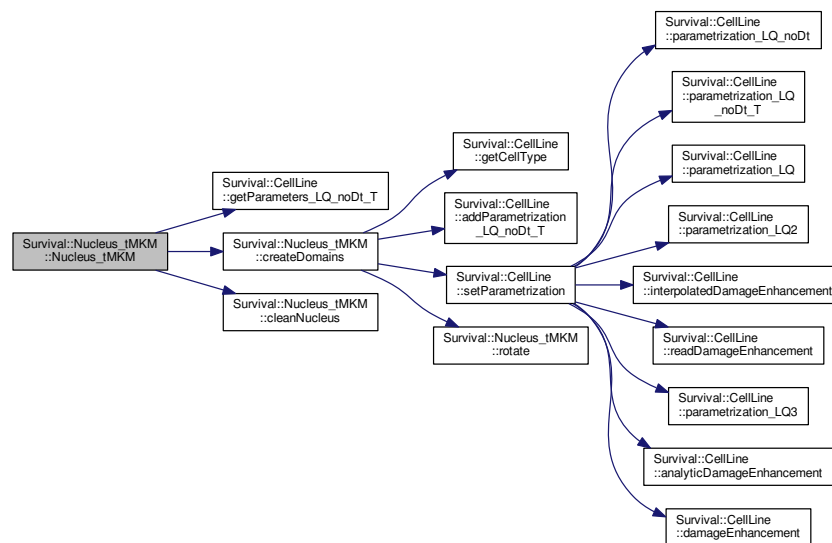 Survival::Nucleus_tMKM
::Nucleus_tMKM
Survival::CellLine
::getParameters_LQ_noDt_T
Survival::Nucleus_tMKM
::createDomains
Survival::Nucleus_tMKM
::cleanNucleus
Survival::CellLine
::getCellType
Survival::CellLine
::addParametrization
_LQ_noDt_T
Survival::CellLine
::setParametrization
Survival::Nucleus_tMKM
::rotate
Survival::CellLine
::parametrization_LQ_noDt
Survival::CellLine
::parametrization_LQ
_noDt_T
Survival::CellLine
::parametrization_LQ
Survival::CellLine
::parametrization_LQ2
Survival::CellLine
::interpolatedDamageEnhancement
Survival::CellLine
::readDamageEnhancement
Survival::CellLine
::parametrization_LQ3
Survival::CellLine
::analyticDamageEnhancement
Survival::CellLine
::damageEnhancement